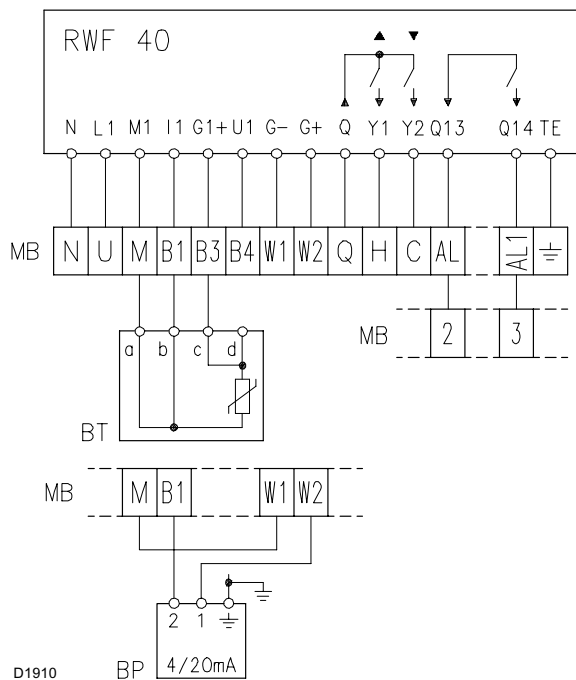 RWF 40
N L1 M1 I1 G1+ U1 G- G+ Q Y1 Y2 Q13 Q14 TE
MB N U M B1 B3 B4 W1 W2 Q H C AL AL1
MB 2 3
a b c d
BT
MB M B1 W1 W2
2 1
D1910 BP 4/20mA